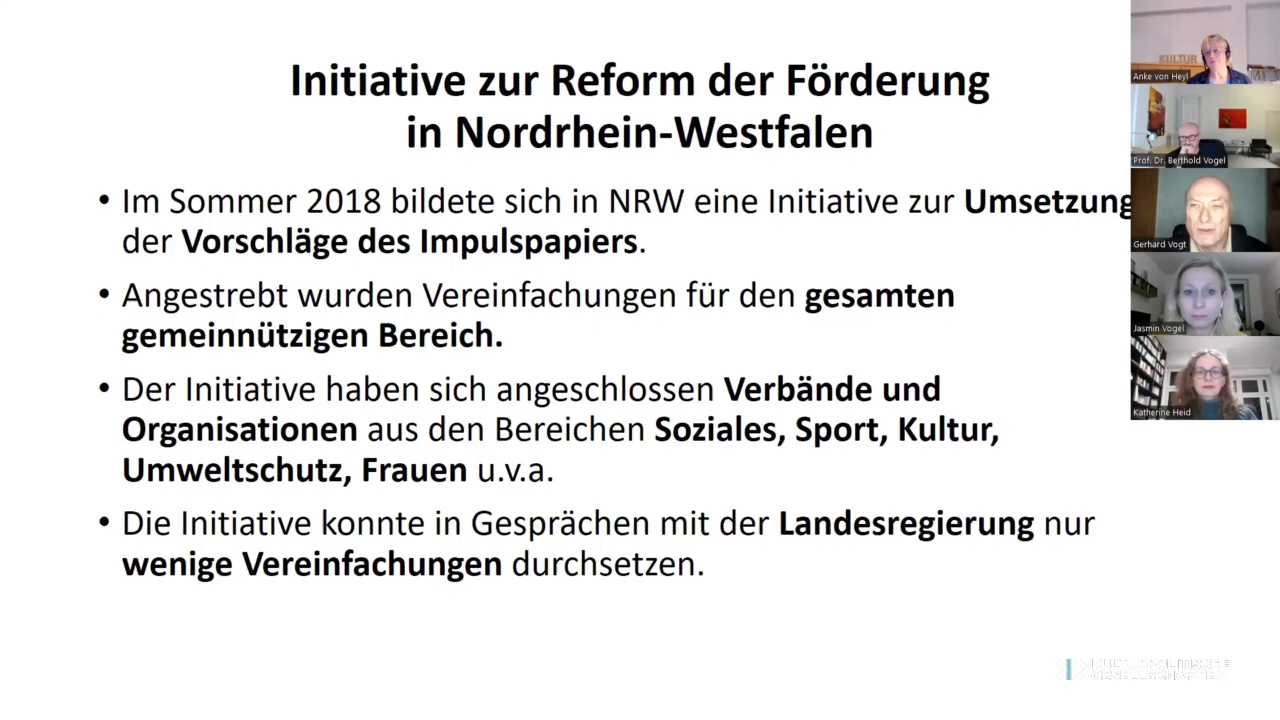 Initiative zur Reform der Förderung
in Nordrhein-Westfalen
• Im Sommer 2018 bildete sich in NRW eine Initiative zur Umsetzung
der Vorschläge des Impulspapiers.
• Angestrebt wurden Vereinfachungen für den gesamten
gemeinnützigen Bereich.
• Der Initiative haben sich angeschlossen Verbände und
Organisationen aus den Bereichen Soziales, Sport, Kultur,
Umweltschutz, Frauen u.v.a.
• Die Initiative konnte in Gesprächen mit der Landesregierung nur
wenige Vereinfachungen durchsetzen.
KULTUR
Anke von Heyl
Prof. Dr. Berthold Vogel
Gerhard Vogt
Jasmin Vogel
Katherine Heid
KULTURPOLITISCHE
GESELLSCHAFT